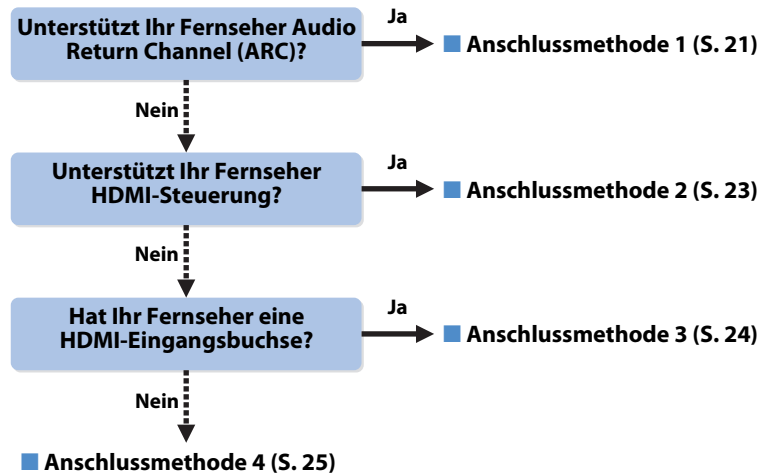 Unterstützt Ihr Fernseher Audio
Return Channel (ARC)?
Ja
■ Anschlussmethode 1 (S. 21)
Nein
Unterstützt Ihr Fernseher
HDMI-Steuerung?
Ja
■ Anschlussmethode 2 (S. 23)
Nein
Hat Ihr Fernseher eine
HDMI-Eingangsbuchse?
Ja
■ Anschlussmethode 3 (S. 24)
Nein
■ Anschlussmethode 4 (S. 25)